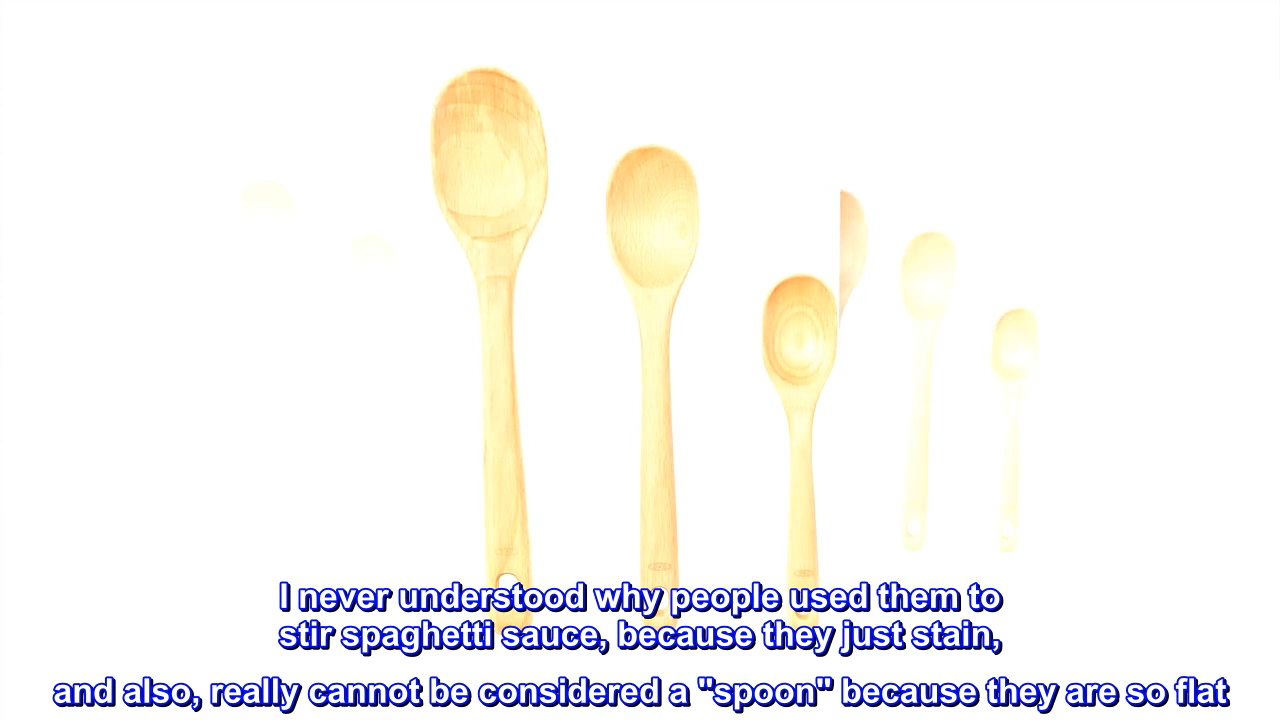 I never understood why people used them to
stir spaghetti sauce, because they just stain,
and also, really cannot be considered a "spoon" because they are so flat